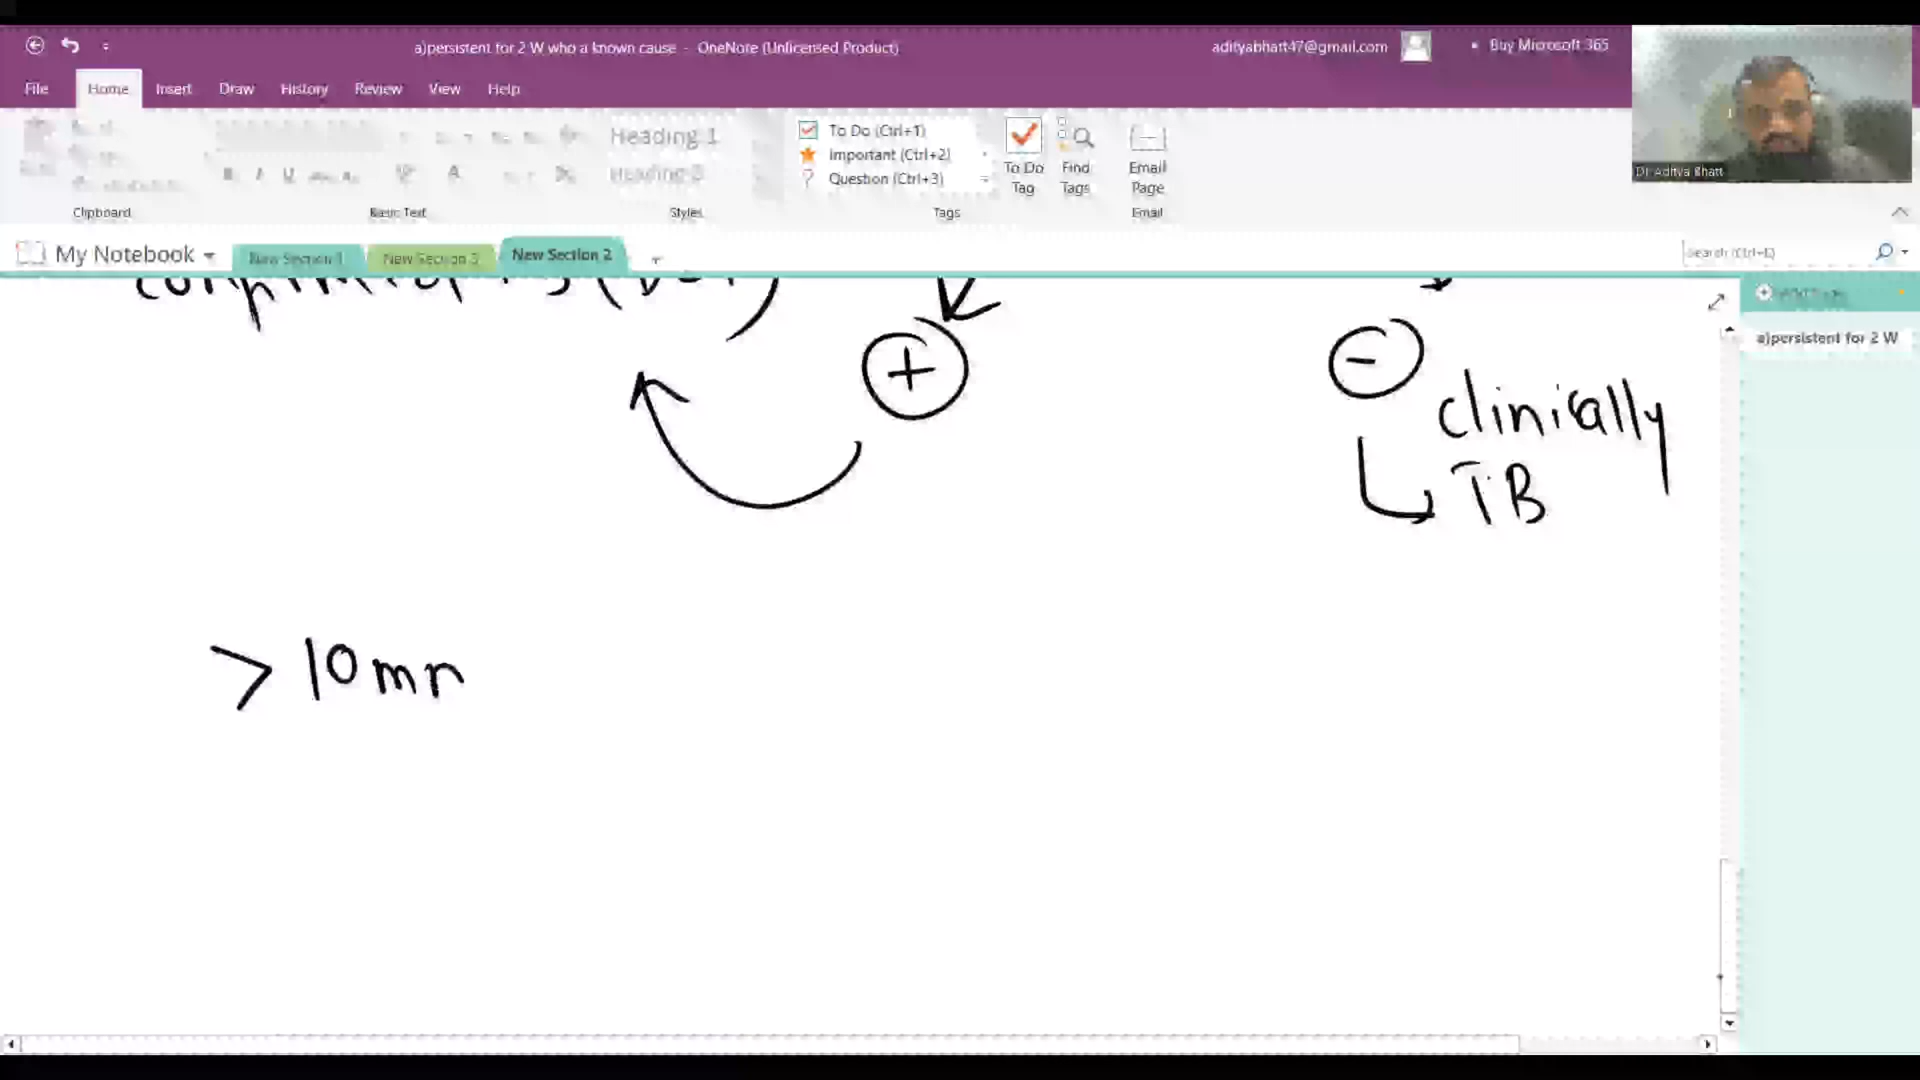 a)persistent for 2 W who a known cause - OneNote (Unlicensed Product)
adityabhatt47@gmail.com
Buy Microsoft 365
File Home Insert Draw History Review View Help
Heading 1
To Do (Ctrl+1)
Important (Ctrl+2)
Question (Ctrl+3)
To Do Tag
Find Tags
Email Page
Clipboard
Basic Text
Styles
Tags
Email
Dr Aditya Bhatt
My Notebook
New Section 1
New Section 3
New Section 2
Search (Ctrl+E)
a)persistent for 2 W
+
-
clinically
TB
> 10